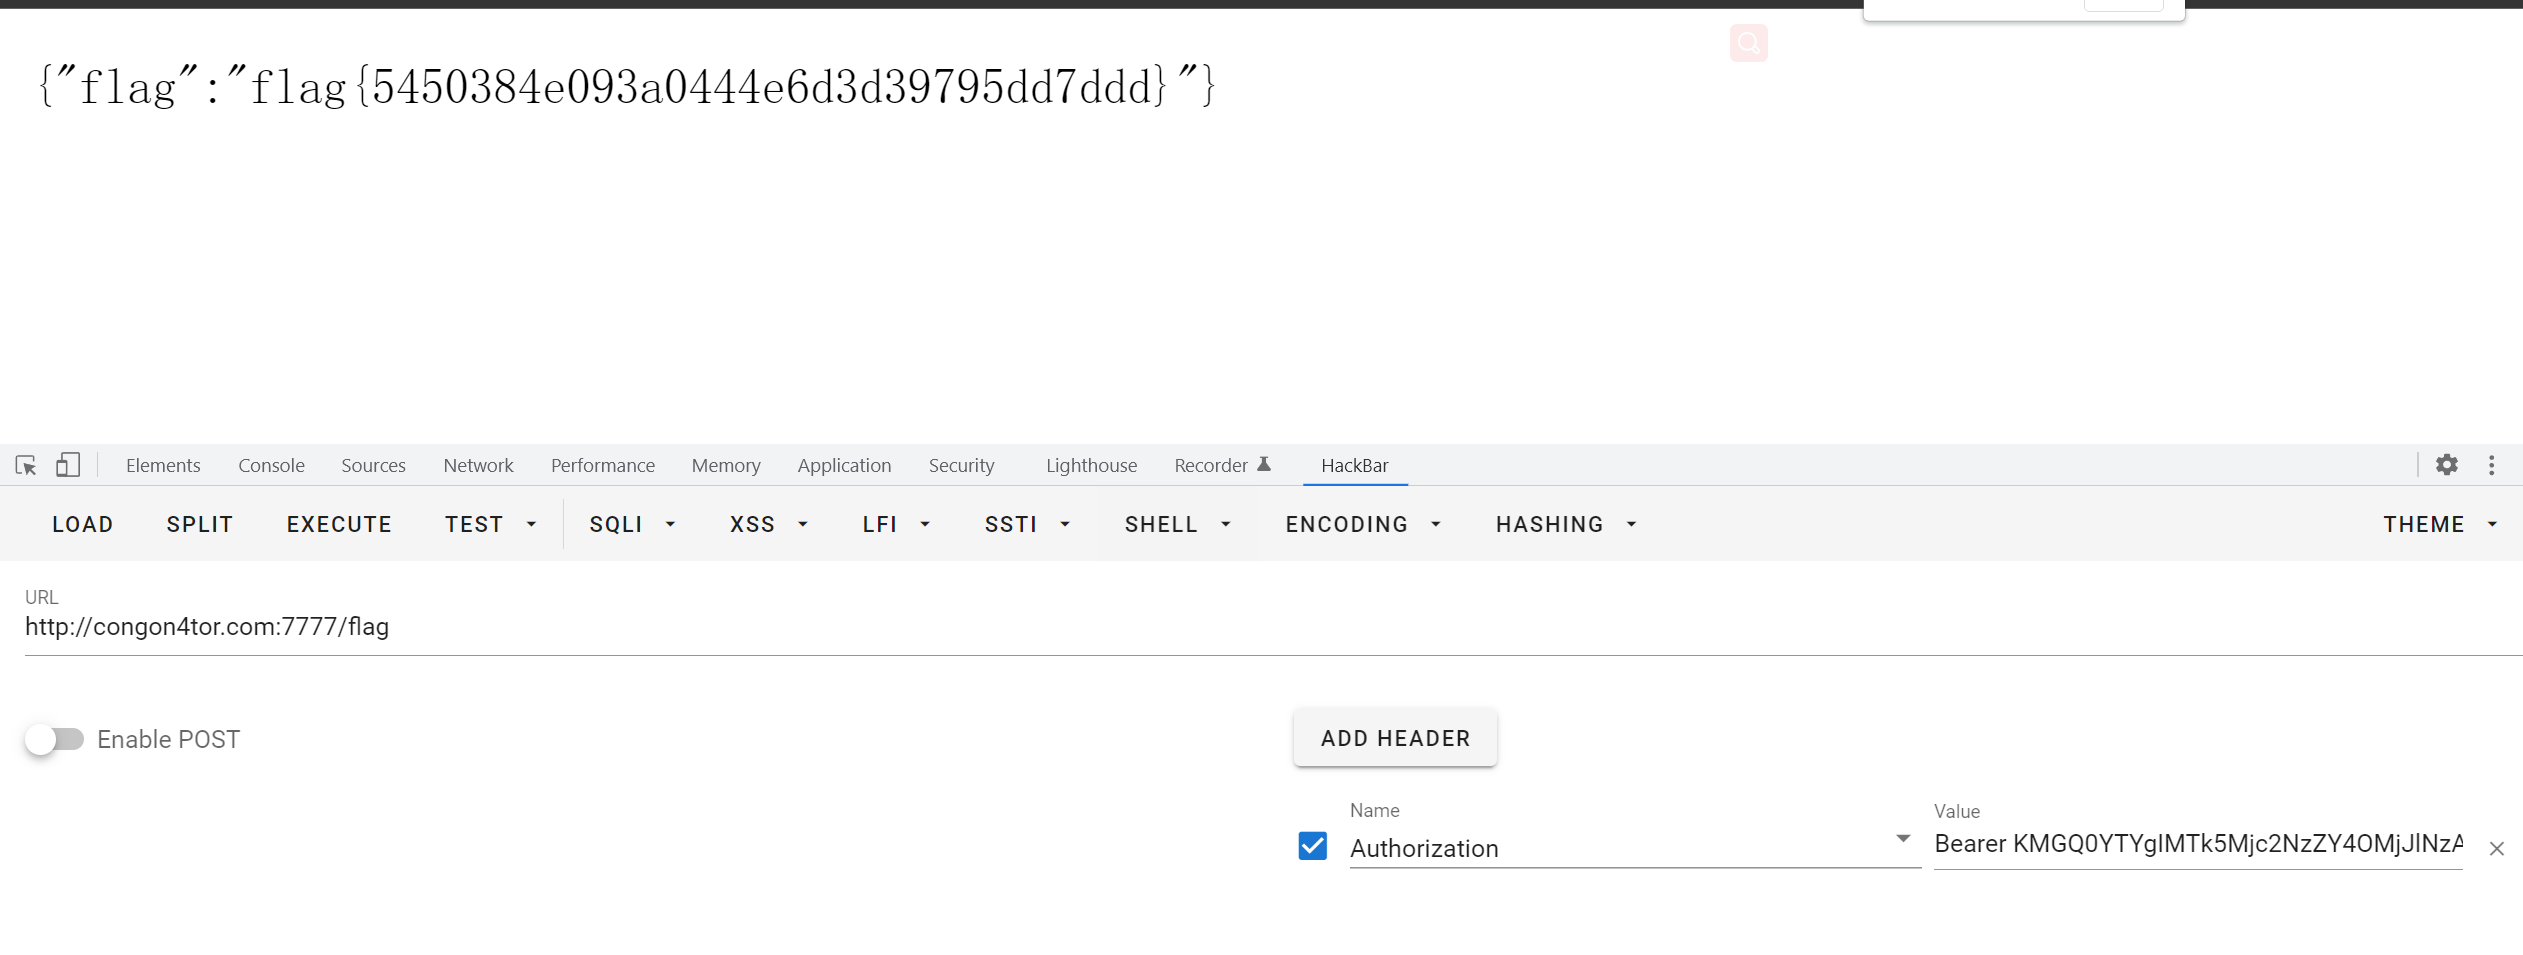 {"flag":"flag{5450384e093a0444e6d3d39795dd7ddd}"}
Elements Console Sources Network Performance Memory Application Security Lighthouse Recorder HackBar
LOAD SPLIT EXECUTE TEST SQLI XSS LFI SSTI SHELL ENCODING HASHING THEME
URL
http://congon4tor.com:7777/flag
Enable POST
ADD HEADER
Name Value
Authorization Bearer KMGQ0YTYgIMTk5Mjc2NzZY4OMjJlNzA